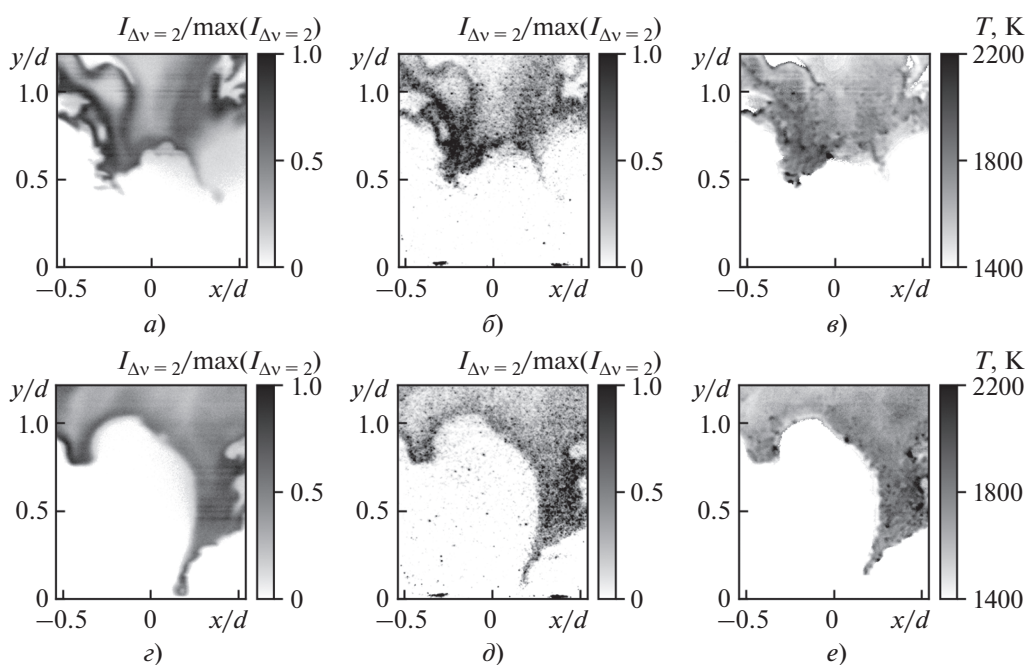 I_{Δν = 2}/max(I_{Δν = 2}) I_{Δν = 2}/max(I_{Δν = 2}) T, K
y/d 1.0 y/d 1.0 y/d 2200
1.0 1.0 1.0
0.5 0.5 1800
0.5 0.5 0.5
0 0 0 0 0 1400
−0.5 0 x/d −0.5 0 x/d −0.5 0 x/d
а) б) в)
I_{Δν = 2}/max(I_{Δν = 2}) I_{Δν = 2}/max(I_{Δν = 2}) T, K
y/d 1.0 y/d 1.0 y/d 2200
1.0 1.0 1.0
0.5 0.5 0.5 0.5 0.5 1800
0 0 0 0 0 1400
−0.5 0 x/d −0.5 0 x/d −0.5 0 x/d
г) д) е)